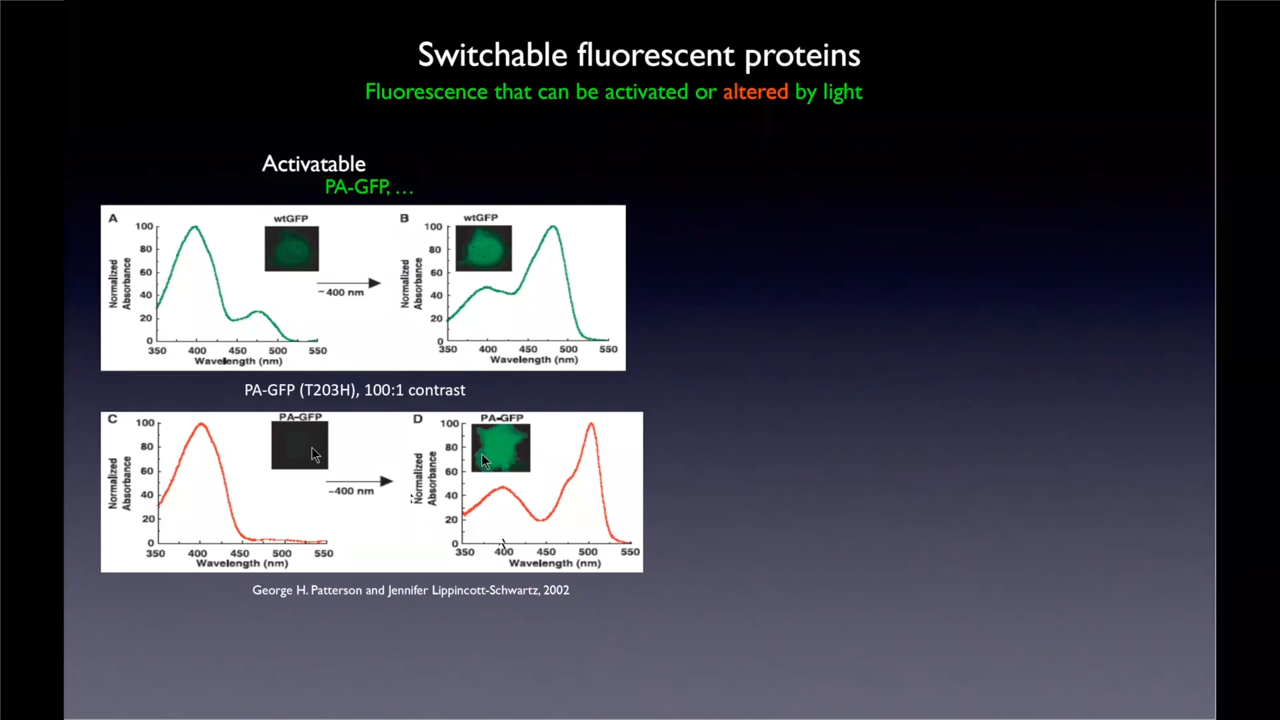 Switchable fluorescent proteins
Fluorescence that can be activated or altered by light
Activatable
PA-GFP, …
A
wtGFP
100
80
60
40
20
0
Normalized
Absorbance
350 400 450 500 550
Wavelength (nm)
~400 nm
B
wtGFP
100
80
60
40
20
0
Normalized
Absorbance
350 400 450 500 550
Wavelength (nm)
PA-GFP (T203H), 100:1 contrast
C
PA-GFP
100
80
60
40
20
0
Normalized
Absorbance
350 400 450 500 550
Wavelength (nm)
~400 nm
D
PA-GFP
100
80
60
40
20
0
Normalized
Absorbance
350 400 450 500 550
Wavelength (nm)
George H. Patterson and Jennifer Lippincott-Schwartz, 2002